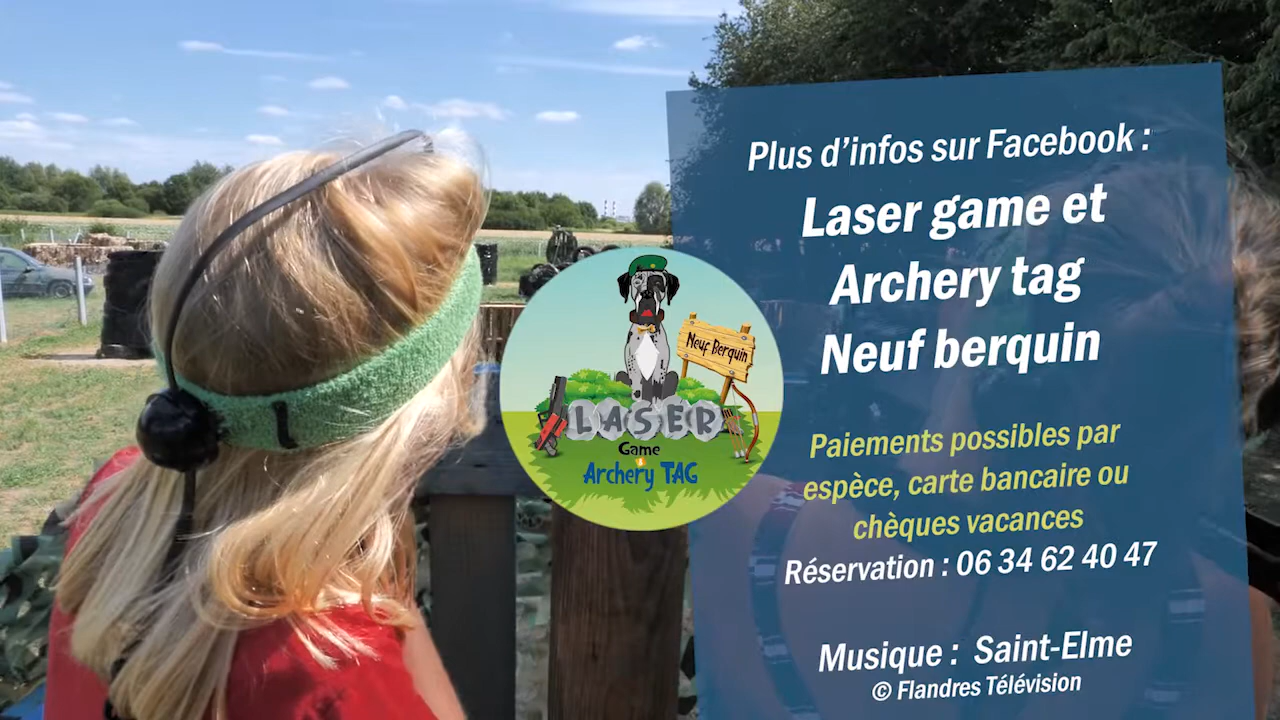 Plus d’infos sur Facebook :
Laser game et
Archery tag
Neuf berquin
Neuf Berquin
LASER
Game
&
Archery TAG
Paiements possibles par
espèce, carte bancaire ou
chèques vacances
Réservation : 06 34 62 40 47
Musique : Saint-Elme
© Flandres Télévision